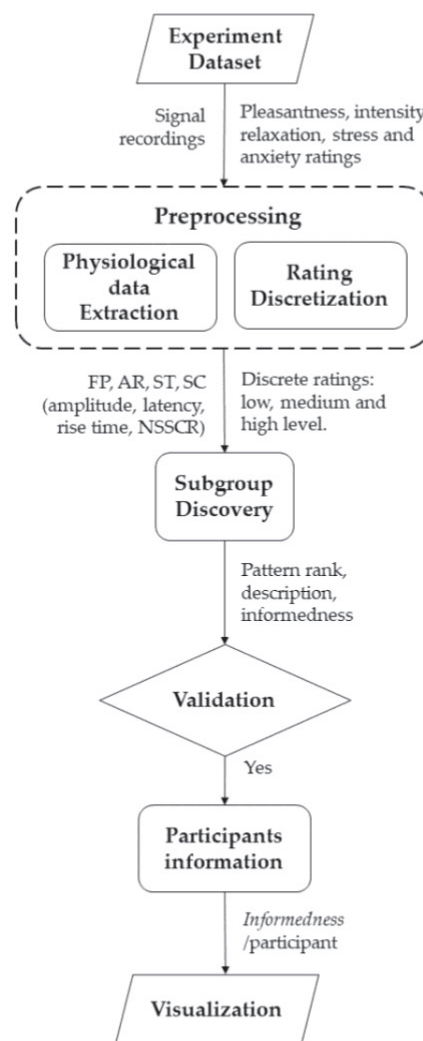 Experiment
Dataset
Signal
recordings
Pleasantness, intensity
relaxation, stress and
anxiety ratings
Preprocessing
Physiological
data
Extraction
Rating
Discretization
FP, AR, ST, SC
(amplitude, latency,
rise time, NSSCR)
Discrete ratings:
low, medium and
high level.
Subgroup
Discovery
Pattern rank,
description,
informedness
Validation
Yes
Participants
information
Informedness
/participant
Visualization